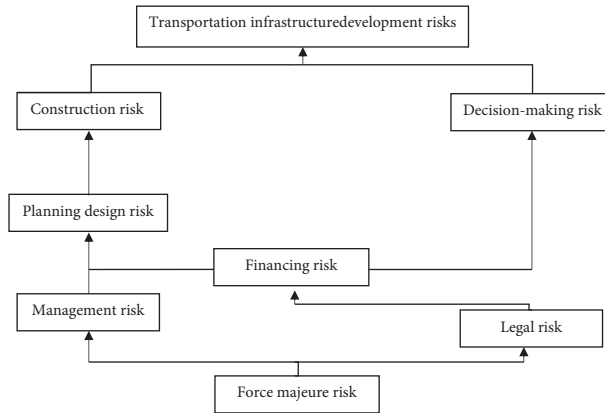 Transportation infrastructuredevelopment risks
Construction risk
Decision-making risk
Planning design risk
Financing risk
Management risk
Legal risk
Force majeure risk